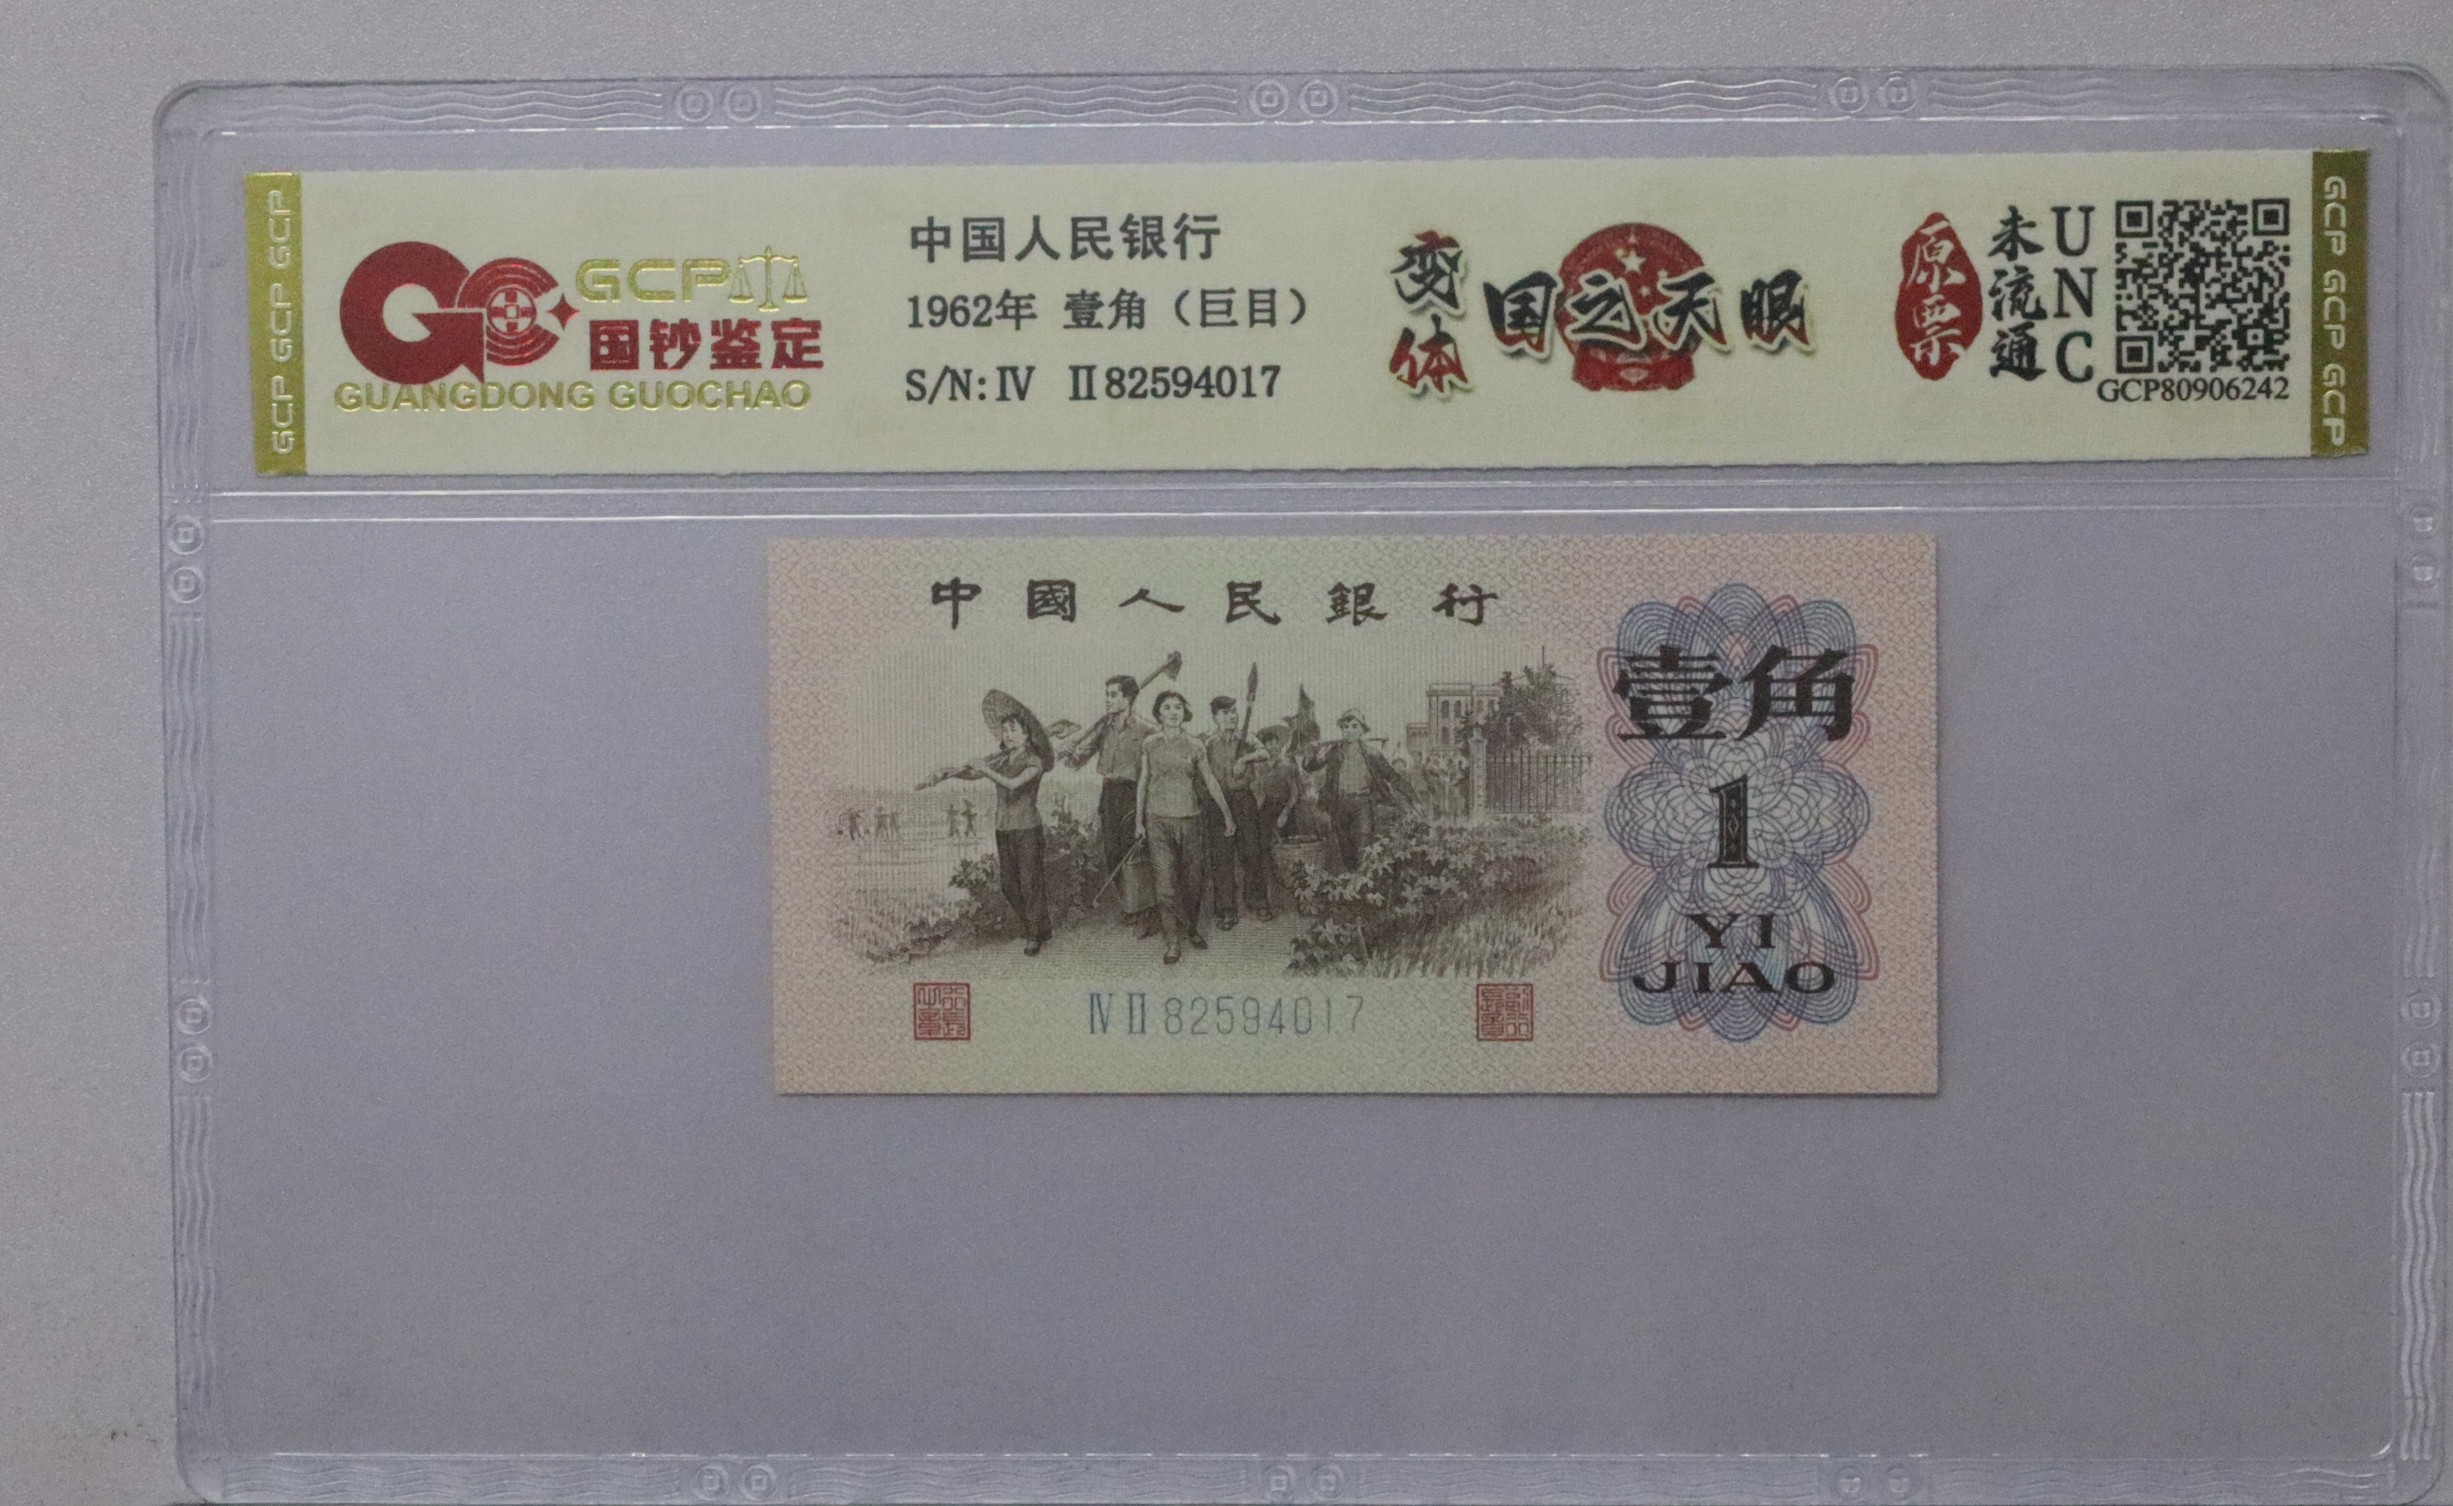 GCP GCP GCP
GCP
国钞鉴定
GUANGDONG GUOCHAO
中国人民银行
1962年 壹角（巨目）
S/N: IV II 82594017
变体
国之天眼
原票
未流通
UNC
GCP80906242
GCP GCP GCP
中國人民銀行
壹角
1
YI
JIAO
IV II 82594017